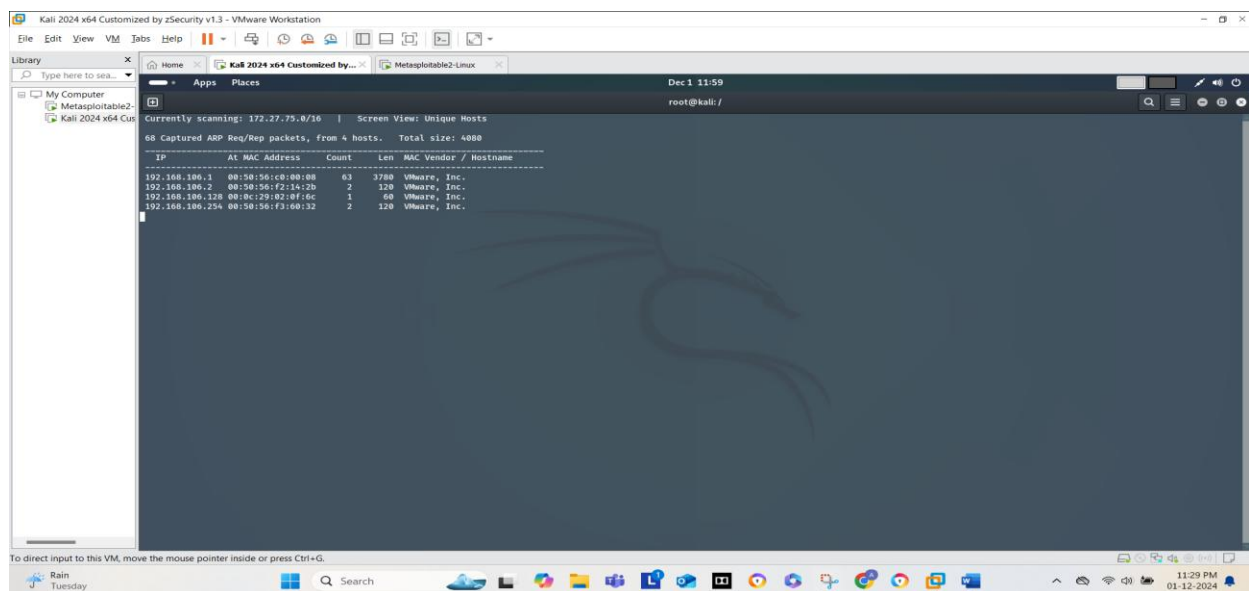 Kali 2024 x64 Customized by zSecurity v1.3 - VMware Workstation
File Edit View VM Tabs Help
Library
Type here to sea...
My Computer
Metasploitable2-
Kali 2024 x64 Cus
Home
Kali 2024 x64 Customized by...
Metasploitable2-Linux
Apps Places
Dec 1 11:59
root@kali: /
Currently scanning: 172.27.75.0/16 | Screen View: Unique Hosts
68 Captured ARP Req/Rep packets, from 4 hosts. Total size: 4080
IP At MAC Address Count Len MAC Vendor / Hostname
192.168.106.1 00:50:56:c0:00:08 63 3780 VMware, Inc.
192.168.106.2 00:50:56:f2:14:2b 2 120 VMware, Inc.
192.168.106.128 00:0c:29:02:0f:6c 1 60 VMware, Inc.
192.168.106.254 00:50:56:f3:60:32 2 120 VMware, Inc.
To direct input to this VM, move the mouse pointer inside or press Ctrl+G.
Rain
Tuesday
Search
11:29 PM
01-12-2024